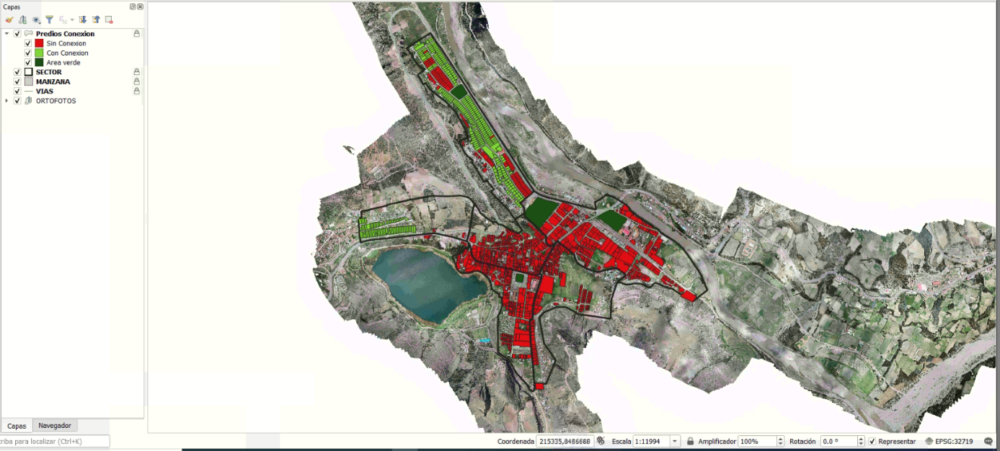 Capas
Predios Conexion
Sin Conexion
Con Conexion
Area verde
SECTOR
MANZANA
VIAS
ORTOFOTOS
Capas Navegador
criba para localizar (Ctrl+K)
Coordenada 215335,8486688 Escala 1:11994 Amplificador 100% Rotación 0.0 ° Representar EPSG:32719